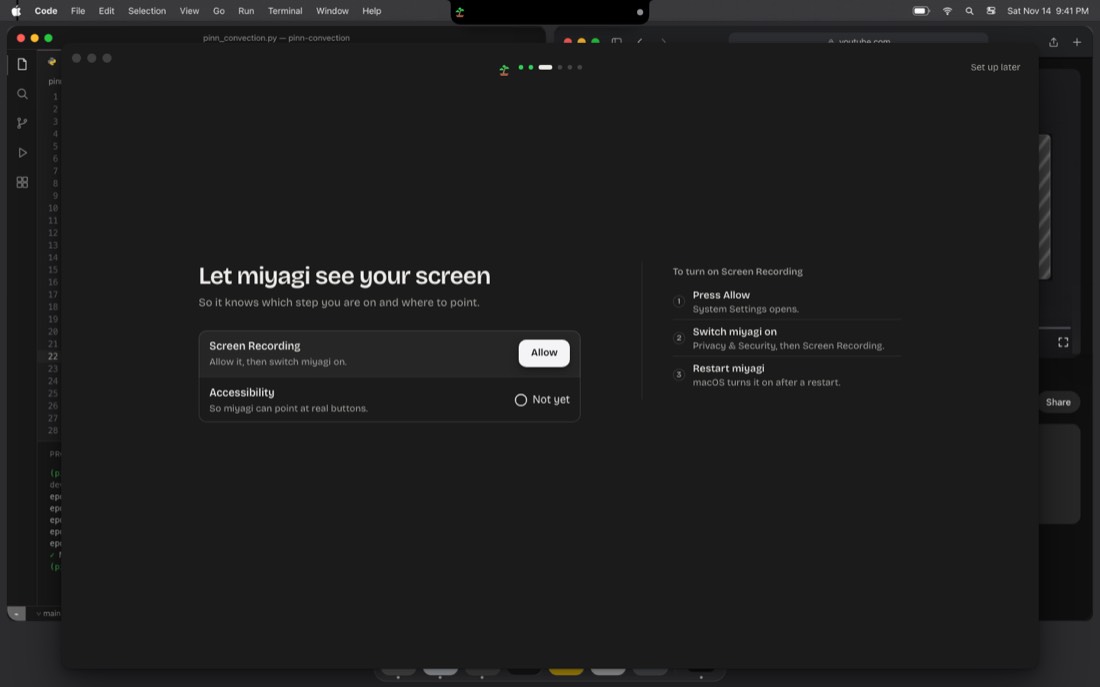 Code File Edit Selection View Go Run Terminal Window Help
Sat Nov 14 9:41 PM
pinn_convection.py — pinn-convection
Set up later
1
2
3
4
5
6
7
8
9
10
11
12
13
14
15
16
17
18
19
20
21
22
23
24
25
26
27
28
Let miyagi see your screen
So it knows which step you are on and where to point.
Screen Recording
Allow it, then switch miyagi on.
Allow
Accessibility
So miyagi can point at real buttons.
Not yet
To turn on Screen Recording
1
Press Allow
System Settings opens.
2
Switch miyagi on
Privacy & Security, then Screen Recording.
3
Restart miyagi
macOS turns it on after a restart.
Share
main